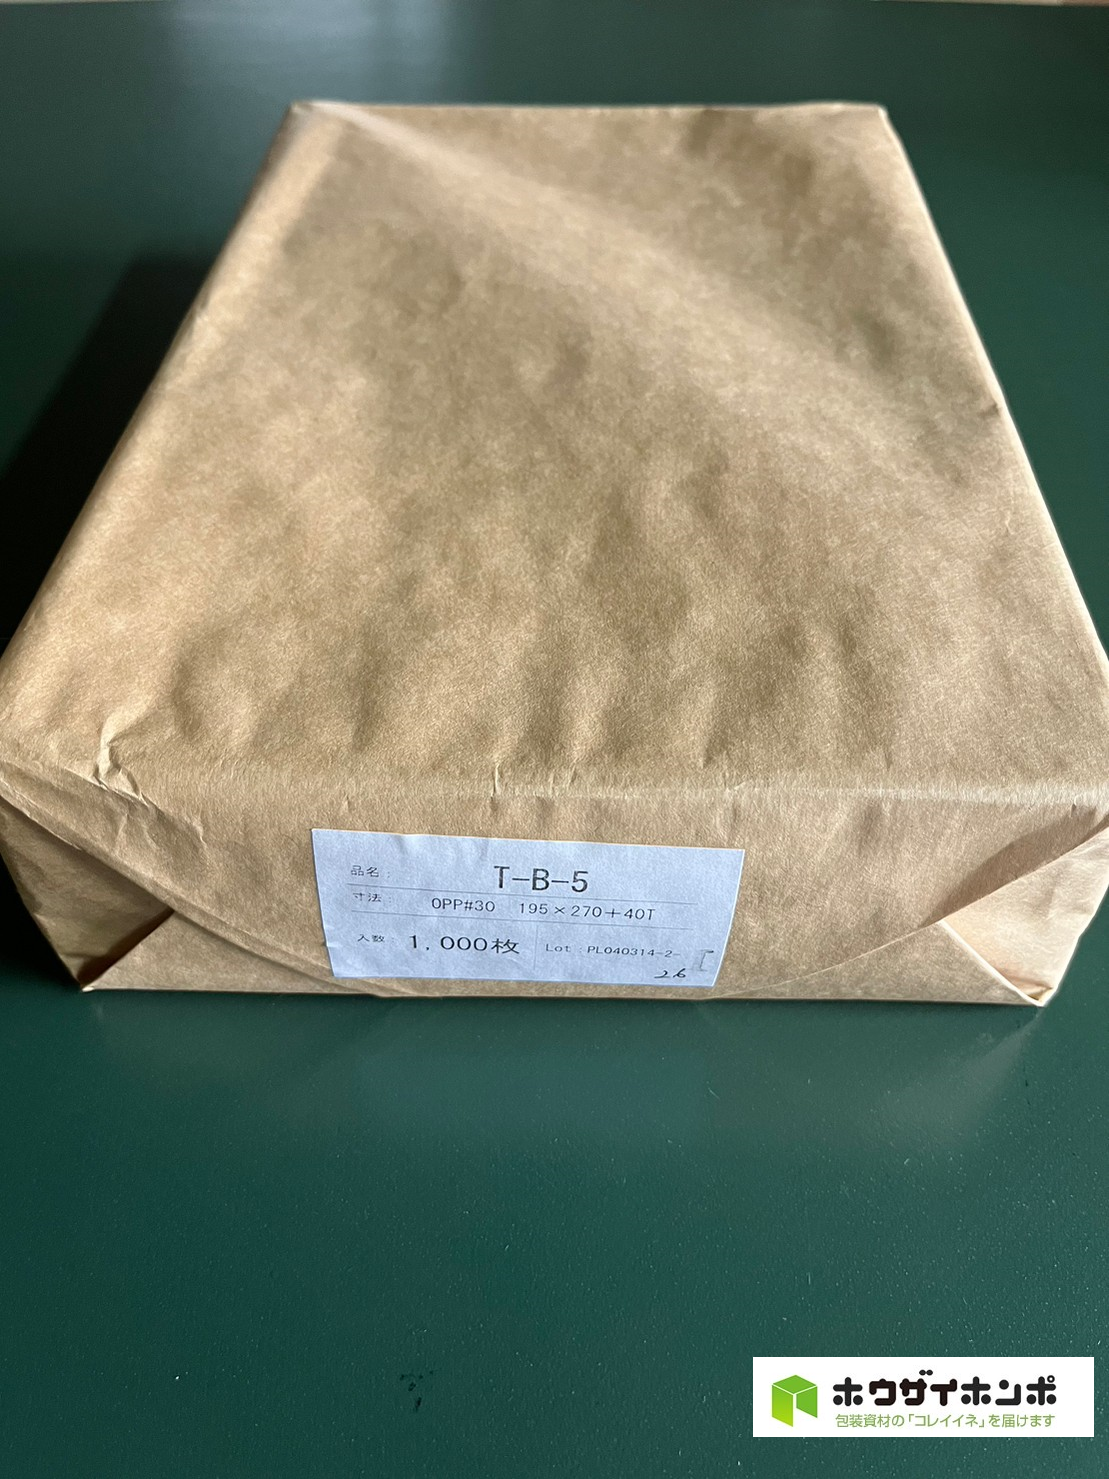 品名: T-B-5
寸法: OPP#30 195×270+40T
入数: 1,000枚 Lot:PL040314-2-
26
ホウザイホンポ
包装資材の「コレイイネ」を届けます